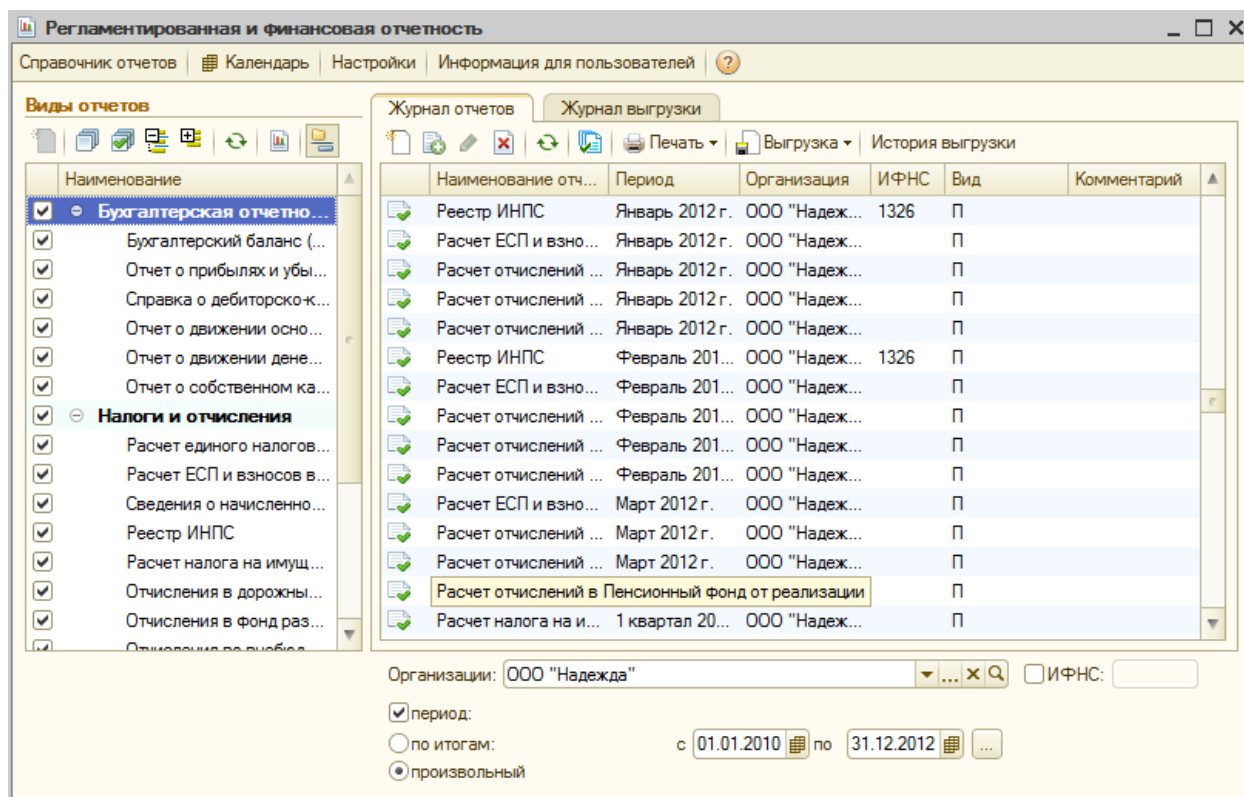 Регламентированная и финансовая отчетность
Справочник отчетов Календарь Настройки Информация для пользователей ?
Виды отчетов
Наименование
Бухгалтерская отчетно...
Бухгалтерский баланс (...
Отчет о прибылях и убы...
Справка о дебиторско-к...
Отчет о движении осно...
Отчет о движении дене...
Отчет о собственном ка...
Налоги и отчисления
Расчет единого налогов...
Расчет ЕСП и взносов в...
Сведения о начисленно...
Реестр ИНПС
Расчет налога на имущ...
Отчисления в дорожны...
Отчисления в фонд раз...
Журнал отчетов Журнал выгрузки
Печать Выгрузка История выгрузки
Наименование отч... Период Организация ИФНС Вид Комментарий
Реестр ИНПС Январь 2012 г. ООО "Надеж... 1326 П
Расчет ЕСП и взно... Январь 2012 г. ООО "Надеж... П
Расчет отчислений ... Январь 2012 г. ООО "Надеж... П
Расчет отчислений ... Январь 2012 г. ООО "Надеж... П
Расчет отчислений ... Январь 2012 г. ООО "Надеж... П
Реестр ИНПС Февраль 201... ООО "Надеж... 1326 П
Расчет ЕСП и взно... Февраль 201... ООО "Надеж... П
Расчет отчислений ... Февраль 201... ООО "Надеж... П
Расчет отчислений ... Февраль 201... ООО "Надеж... П
Расчет отчислений ... Февраль 201... ООО "Надеж... П
Расчет ЕСП и взно... Март 2012 г. ООО "Надеж... П
Расчет отчислений ... Март 2012 г. ООО "Надеж... П
Расчет отчислений ... Март 2012 г. ООО "Надеж... П
Расчет отчислений в Пенсионный фонд от реализации П
Расчет налога на и... 1 квартал 20... ООО "Надеж... П
Организации: ООО "Надежда" ... ИФНС:
период:
по итогам: с 01.01.2010 по 31.12.2012 ...
произвольный